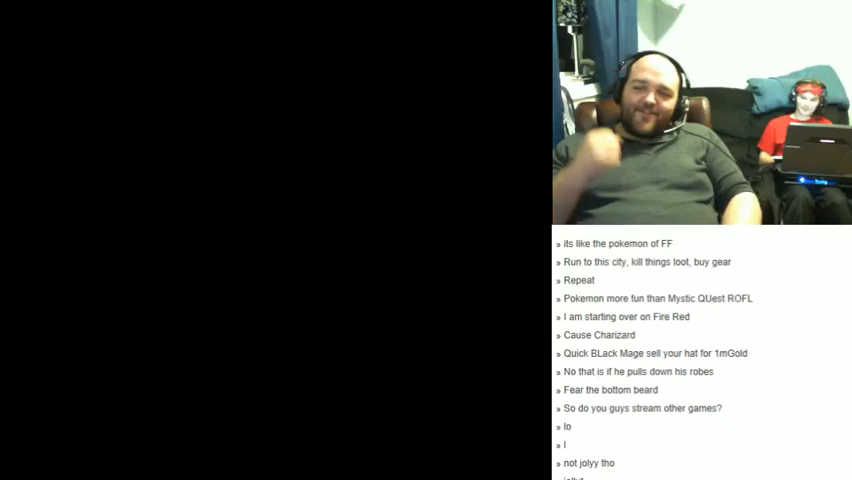 » its like the pokemon of FF
» Run to this city, kill things loot, buy gear
» Repeat
» Pokemon more fun than Mystic QUest ROFL
» I am starting over on Fire Red
» Cause Charizard
» Quick BLack Mage sell your hat for 1mGold
» No that is if he pulls down his robes
» Fear the bottom beard
» So do you guys stream other games?
» lo
» l
» not jolyy tho